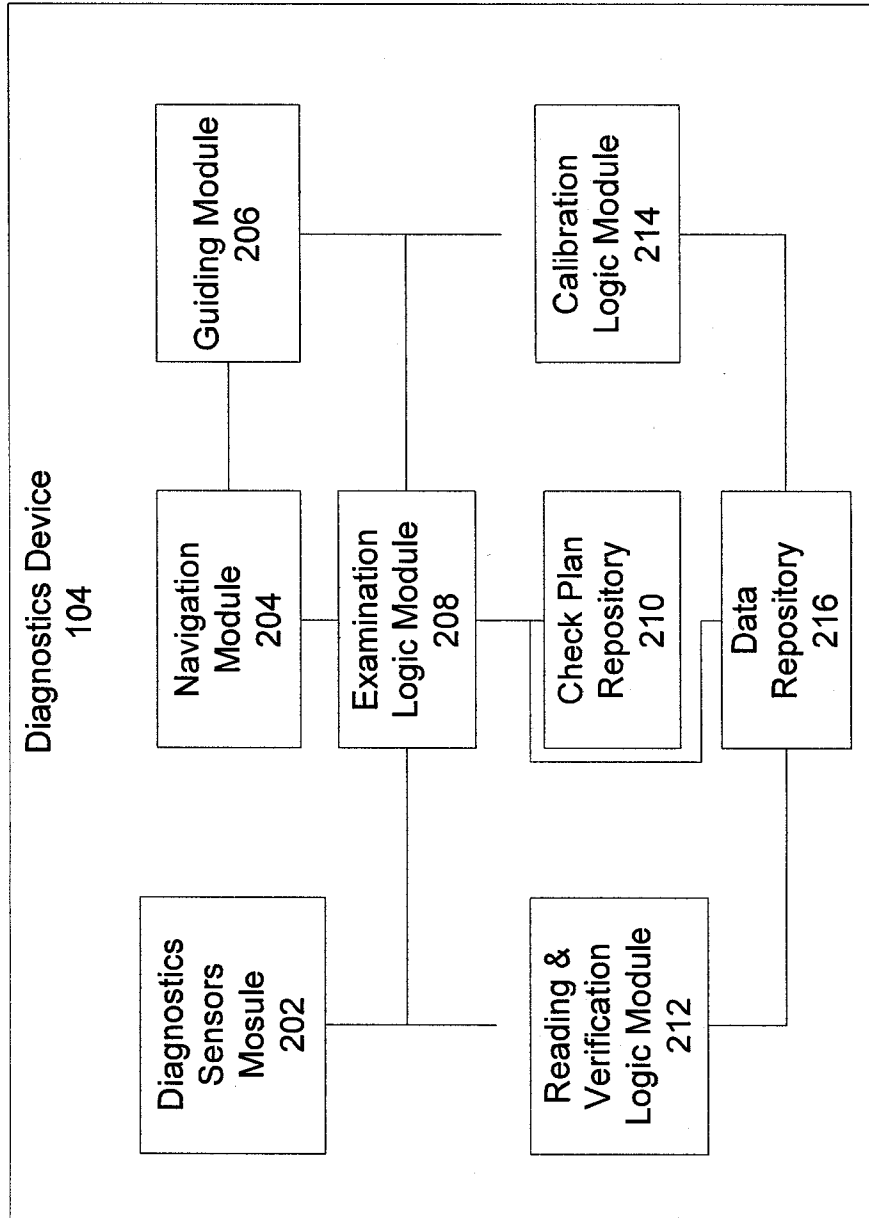 Diagnostics Device
104
Diagnostics
Sensors
Mosule
202
Navigation
Module
204
Guiding Module
206
Examination
Logic Module
208
Reading &
Verification
Logic Module
212
Check Plan
Repository
210
Calibration
Logic Module
214
Data
Repository
216